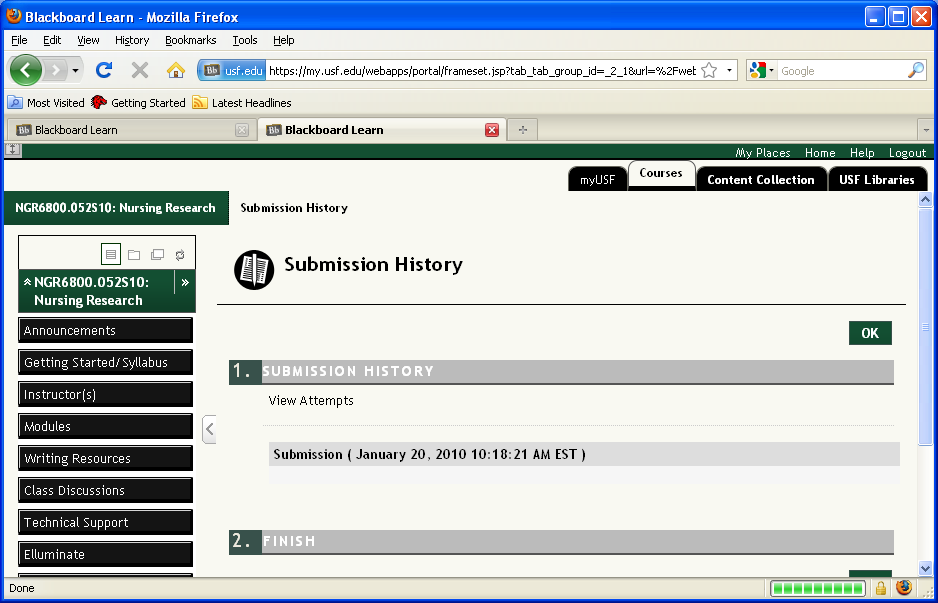 Blackboard Learn - Mozilla Firefox
File Edit View History Bookmarks Tools Help
Bb usf.edu https://my.usf.edu/webapps/portal/frameset.jsp?tab_tab_group_id=_2_1&url=%2Fweb Google
Most Visited Getting Started Latest Headlines
Bb Blackboard Learn Bb Blackboard Learn
My Places Home Help Logout
myUSF Courses Content Collection USF Libraries
NGR6800.052S10: Nursing Research Submission History
Submission History
NGR6800.052S10:
Nursing Research
Announcements
Getting Started/Syllabus
Instructor(s)
Modules
Writing Resources
Class Discussions
Technical Support
Elluminate
OK
1. SUBMISSION HISTORY
View Attempts
Submission ( January 20, 2010 10:18:21 AM EST )
2. FINISH
Done